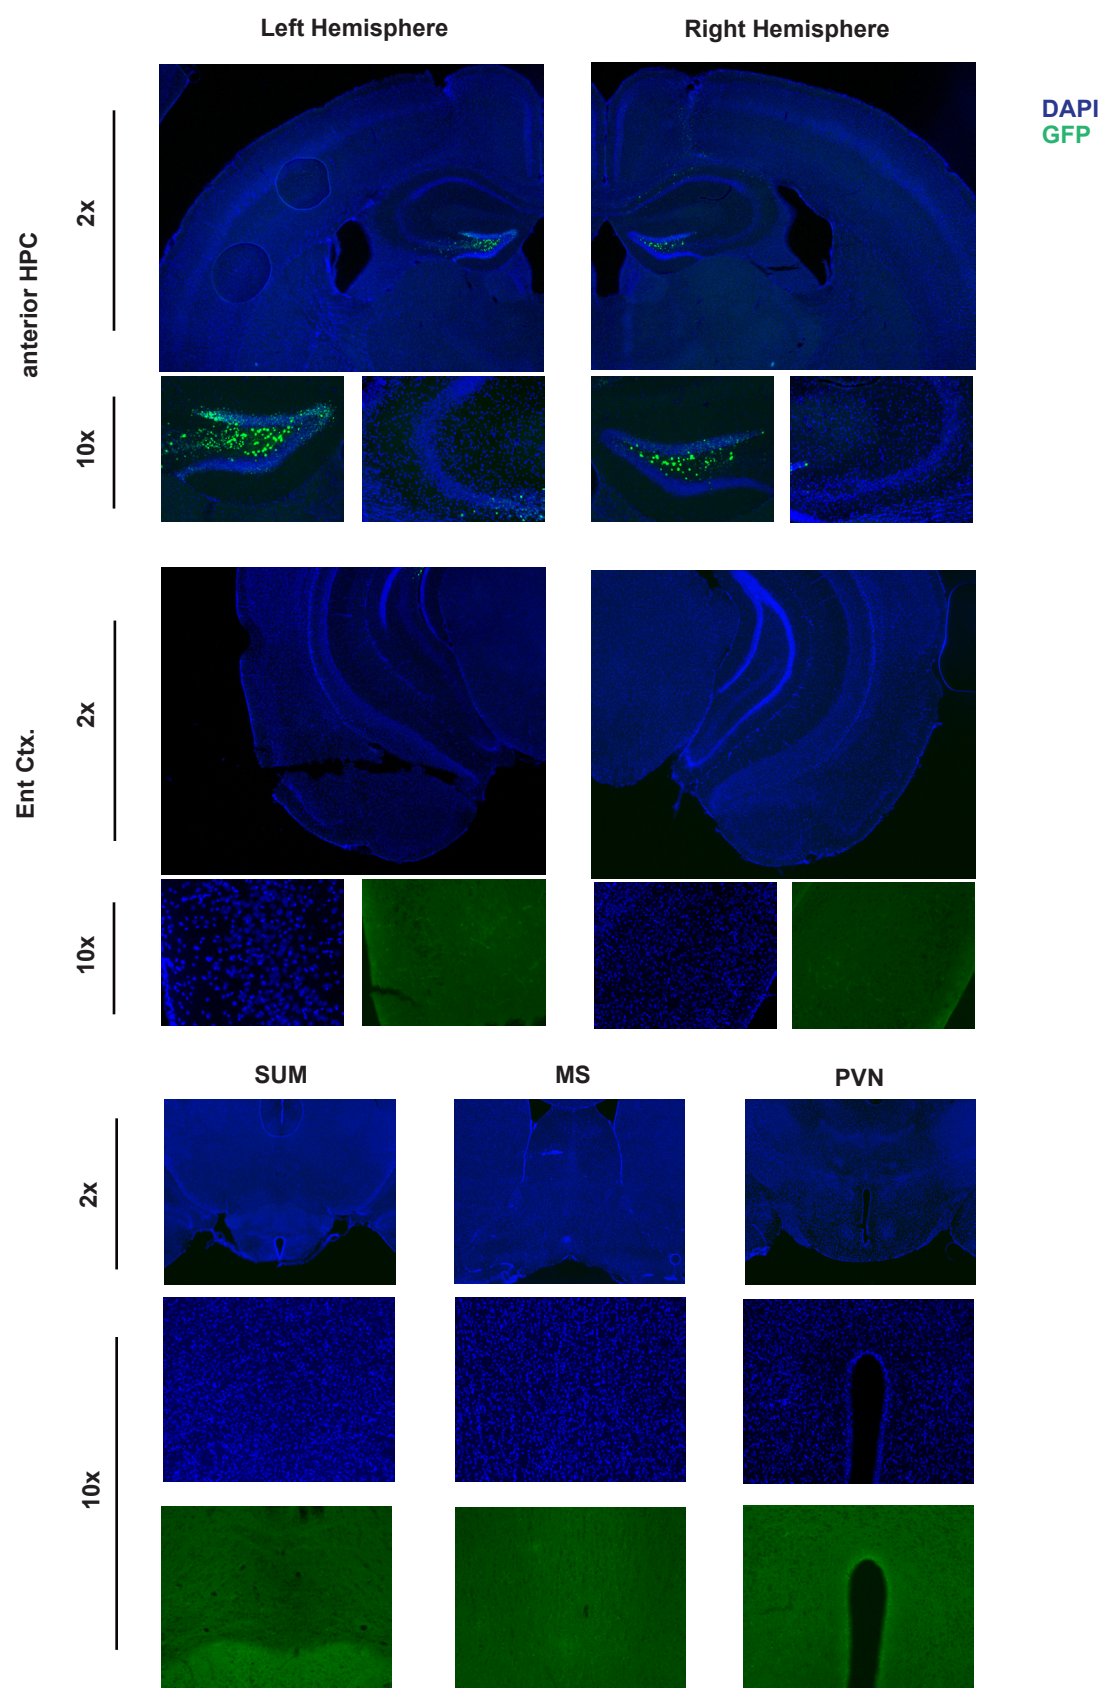 Left Hemisphere
Right Hemisphere
DAPI
GFP
anterior HPC
2x
10x
Ent Ctx.
2x
10x
SUM
MS
PVN
2x
10x